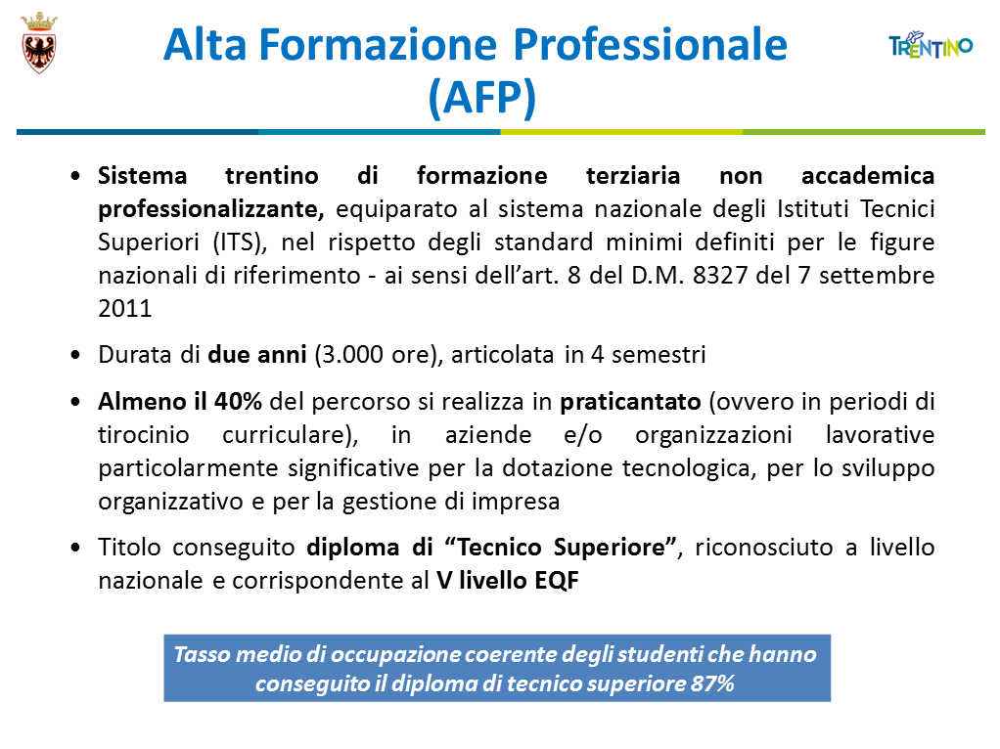 Alta Formazione Professionale
(AFP)
TRENTINO
• Sistema trentino di formazione terziaria non accademica
professionalizzante, equiparato al sistema nazionale degli Istituti Tecnici
Superiori (ITS), nel rispetto degli standard minimi definiti per le figure
nazionali di riferimento - ai sensi dell’art. 8 del D.M. 8327 del 7 settembre
2011
• Durata di due anni (3.000 ore), articolata in 4 semestri
• Almeno il 40% del percorso si realizza in praticantato (ovvero in periodi di
tirocinio curriculare), in aziende e/o organizzazioni lavorative
particolarmente significative per la dotazione tecnologica, per lo sviluppo
organizzativo e per la gestione di impresa
• Titolo conseguito diploma di “Tecnico Superiore”, riconosciuto a livello
nazionale e corrispondente al V livello EQF
Tasso medio di occupazione coerente degli studenti che hanno
conseguito il diploma di tecnico superiore 87%